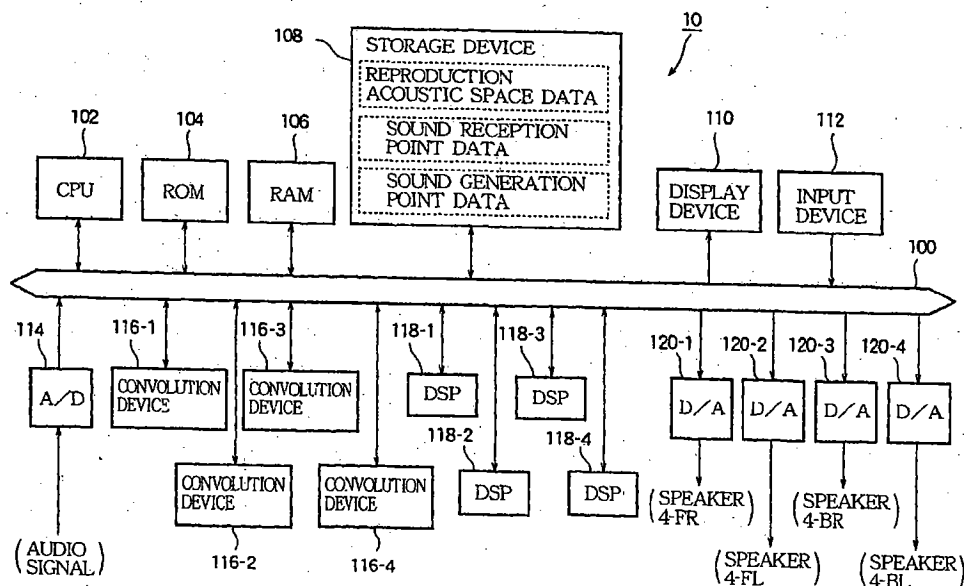 10
108
STORAGE DEVICE
REPRODUCTION
ACOUSTIC SPACE DATA
SOUND RECEPTION
POINT DATA
SOUND GENERATION
POINT DATA
102
CPU
104
ROM
106
RAM
110
DISPLAY
DEVICE
112
INPUT
DEVICE
100
114
A/D
116-1
CONVOLUTION
DEVICE
116-3
CONVOLUTION
DEVICE
118-1
DSP
118-3
DSP
120-1
D/A
120-2
D/A
120-3
D/A
120-4
D/A
CONVOLUTION
DEVICE
116-2
CONVOLUTION
DEVICE
116-4
118-2
DSP
118-4
DSP
(SPEAKER
4-FR)
(SPEAKER
4-BR)
(AUDIO
SIGNAL)
(SPEAKER
4-FL)
(SPEAKER
4-BL)